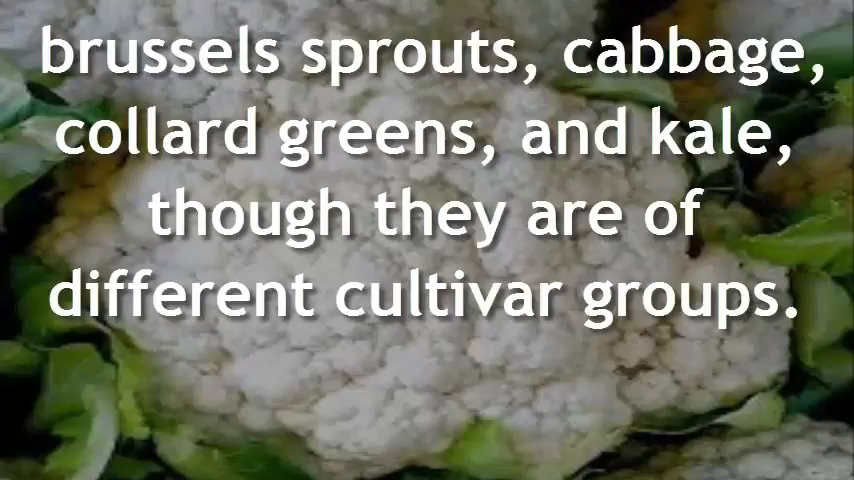 brussels sprouts, cabbage,
collard greens, and kale,
though they are of
different cultivar groups.